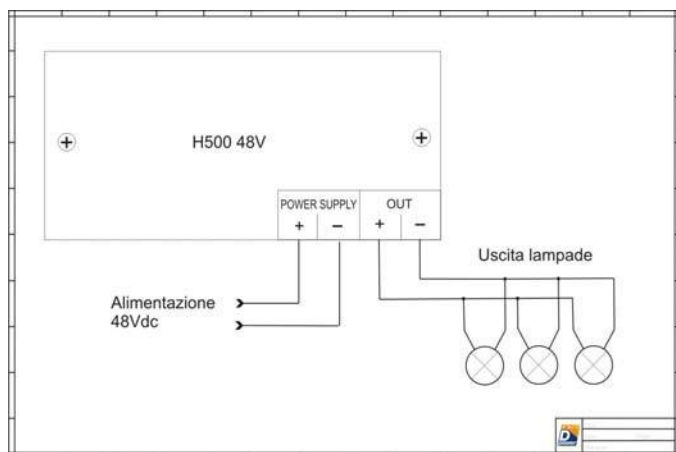 H500 48V
POWER SUPPLY OUT
+ − + −
Uscita lampade
Alimentazione
48Vdc
D